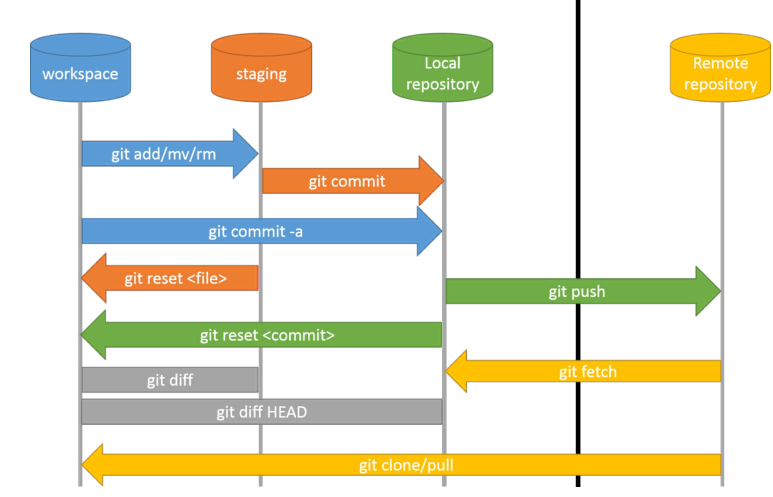 workspace
staging
Local
repository
Remote
repository
git add/mv/rm
git commit
git commit -a
git reset <file>
git push
git reset <commit>
git fetch
git diff
git diff HEAD
git clone/pull